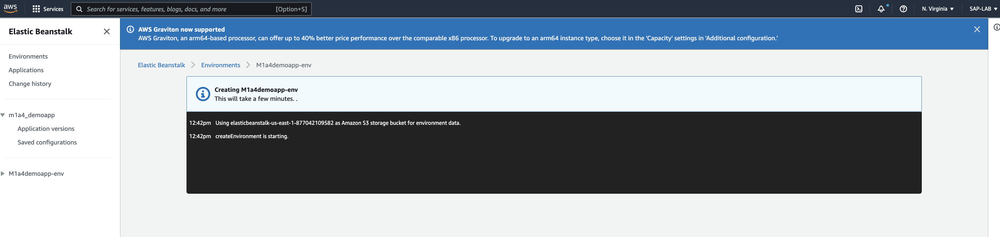 aws
Services
Search for services, features, blogs, docs, and more
[Option+S]
N. Virginia
SAP-LAB
Elastic Beanstalk
Environments
Applications
Change history
m1a4_demoapp
Application versions
Saved configurations
M1a4demoapp-env
AWS Graviton now supported
AWS Graviton, an arm64-based processor, can offer up to 40% better price performance over the comparable x86 processor. To upgrade to an arm64 instance type, choose it in the 'Capacity' settings in 'Additional configuration.'
Elastic Beanstalk > Environments > M1a4demoapp-env
Creating M1a4demoapp-env
This will take a few minutes. .
12:42pm Using elasticbeanstalk-us-east-1-877042109582 as Amazon S3 storage bucket for environment data.
12:42pm createEnvironment is starting.